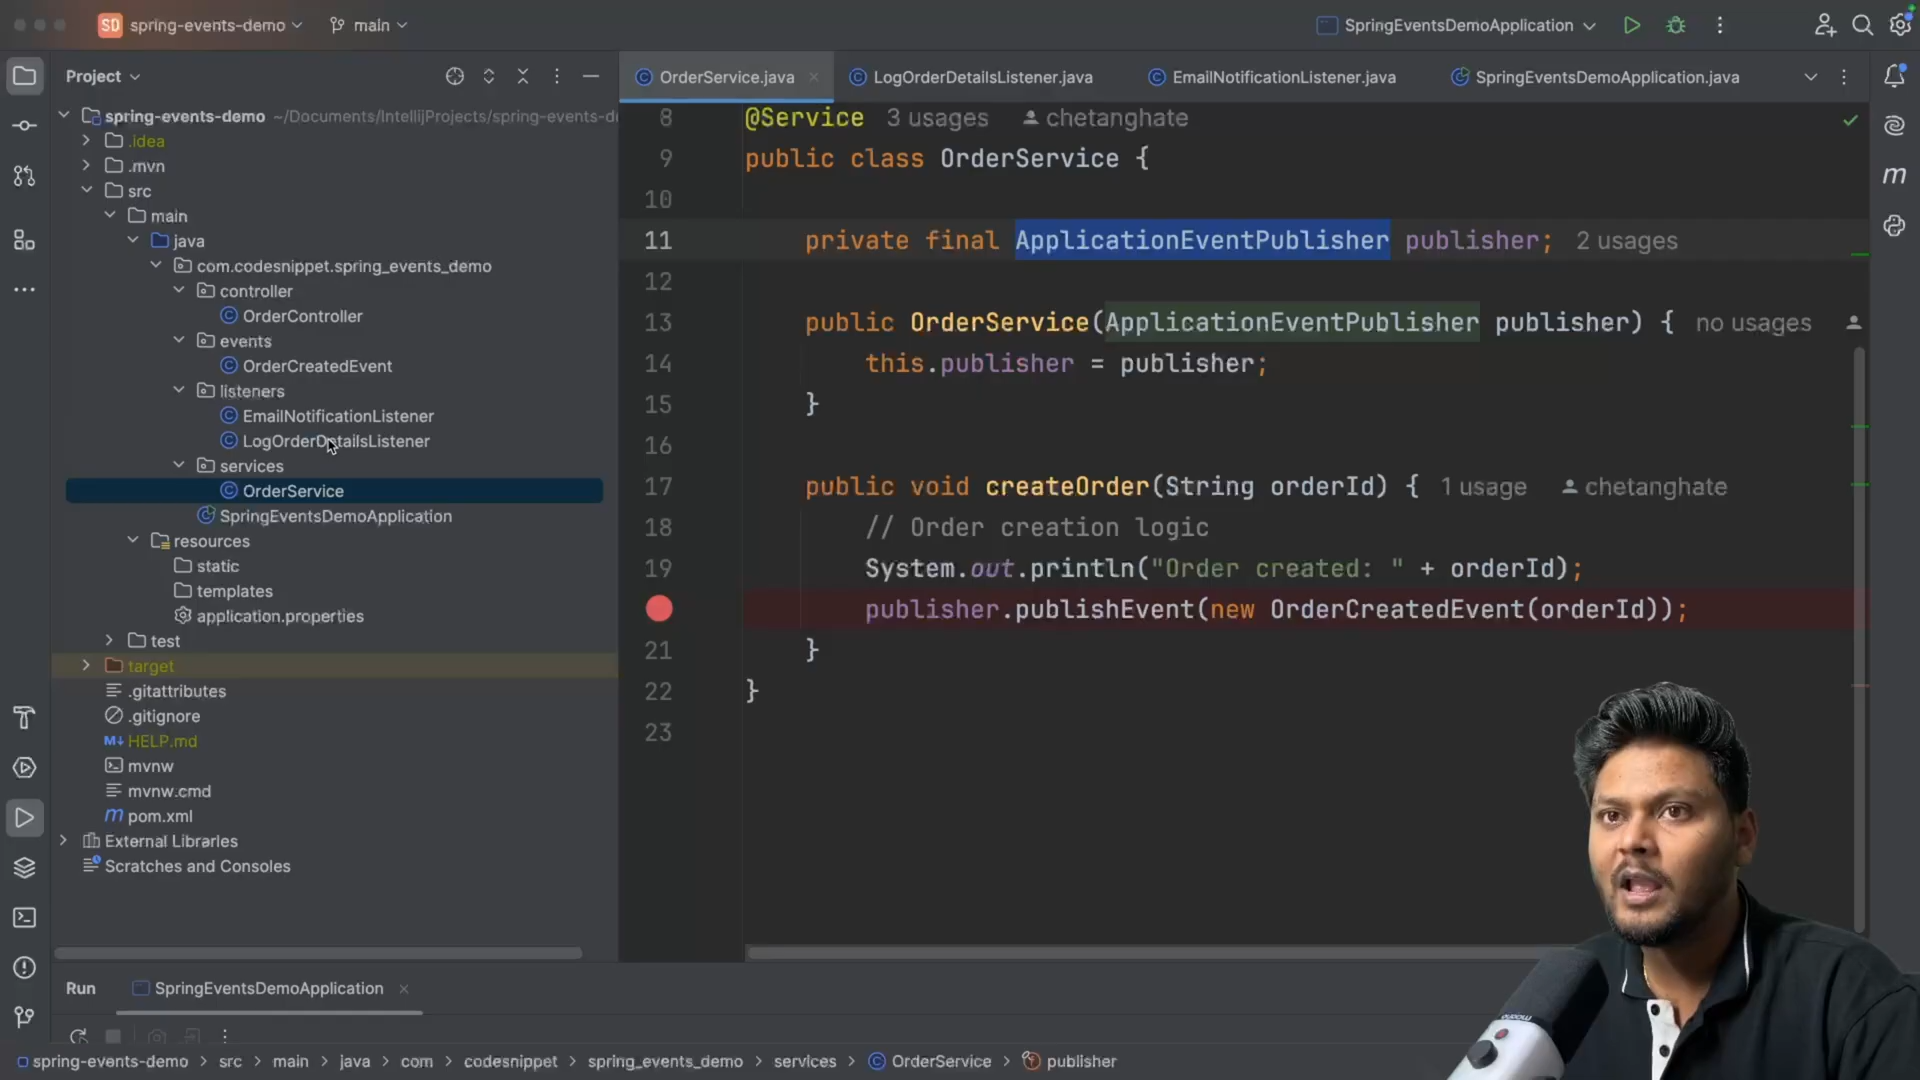 SD spring-events-demo main SpringEventsDemoApplication
Project
OrderService.java LogOrderDetailsListener.java EmailNotificationListener.java SpringEventsDemoApplication.java
spring-events-demo ~/Documents/IntellijProjects/spring-events-d
.idea
.mvn
src
main
java
com.codesnippet.spring_events_demo
controller
OrderController
events
OrderCreatedEvent
listeners
EmailNotificationListener
LogOrderDetailsListener
services
OrderService
SpringEventsDemoApplication
resources
static
templates
application.properties
test
target
.gitattributes
.gitignore
M↓ HELP.md
mvnw
mvnw.cmd
m pom.xml
External Libraries
Scratches and Consoles
8 @Service 3 usages chetanghate
9 public class OrderService {
10
11 private final ApplicationEventPublisher publisher; 2 usages
12
13 public OrderService(ApplicationEventPublisher publisher) { no usages
14 this.publisher = publisher;
15 }
16
17 public void createOrder(String orderId) { 1 usage chetanghate
18 // Order creation logic
19 System.out.println("Order created: " + orderId);
publisher.publishEvent(new OrderCreatedEvent(orderId));
21 }
22 }
23
m
Run SpringEventsDemoApplication
spring-events-demo > src > main > java > com > codesnippet > spring_events_demo > services > OrderService > publisher